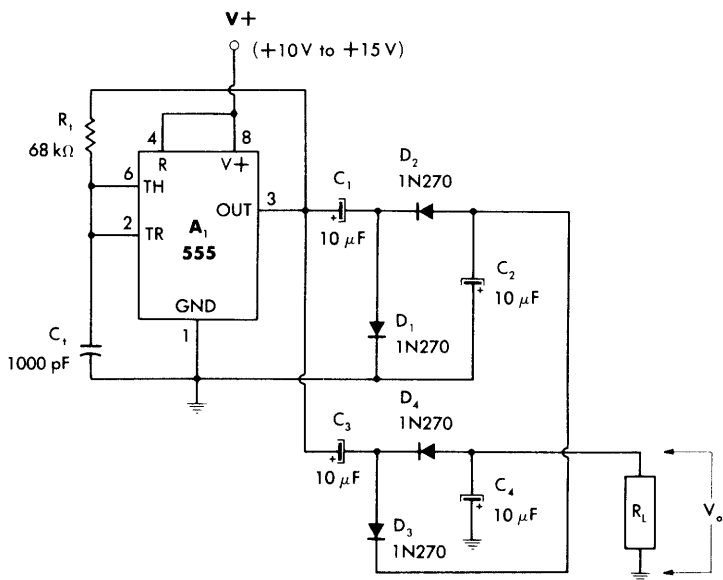 V+
(+10V to +15V)
Rt
68 kΩ
4
8
R
V+
6
TH
2
TR
OUT
3
A1
555
GND
1
Ct
1000 pF
C1
+
10 μF
D2
1N270
C2
+
10 μF
D1
1N270
D4
1N270
C3
+
10 μF
C4
+
10 μF
D3
1N270
RL
Vo